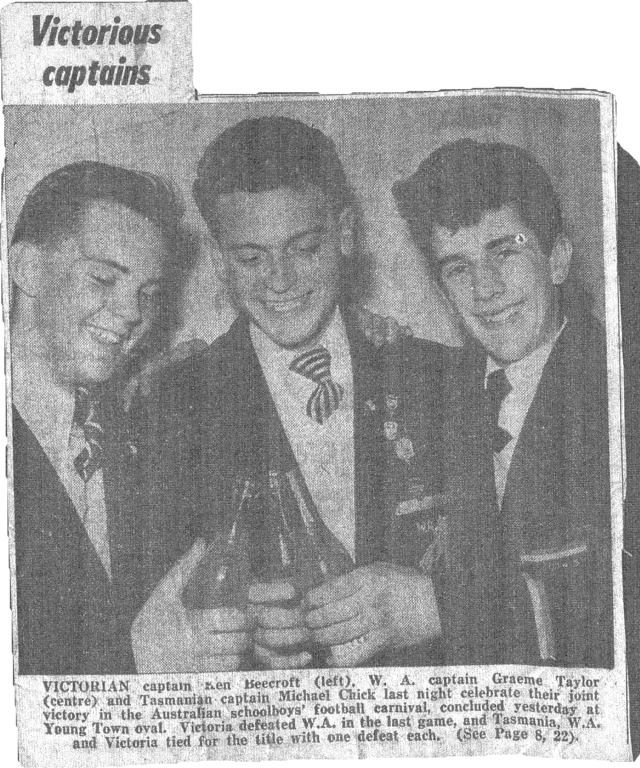 Victorious
captains
VICTORIAN captain Ken Beecroft (left), W. A. captain Graeme Taylor
(centre) and Tasmanian captain Michael Chick last night celebrate their joint
victory in the Australian schoolboys' football carnival, concluded yesterday at
Young Town oval. Victoria defeated W.A. in the last game, and Tasmania, W.A.
and Victoria tied for the title with one defeat each. (See Page 8, 22).